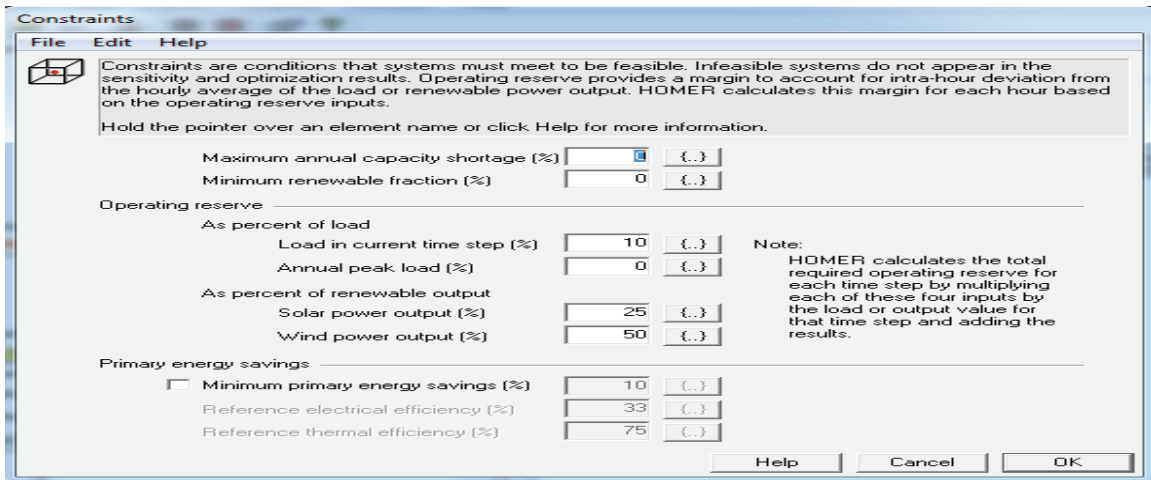 Constraints
File Edit Help
Constraints are conditions that systems must meet to be feasible. Infeasible systems do not appear in the
sensitivity and optimization results. Operating reserve provides a margin to account for intra-hour deviation from
the hourly average of the load or renewable power output. HOMER calculates this margin for each hour based
on the operating reserve inputs.
Hold the pointer over an element name or click Help for more information.
Maximum annual capacity shortage (%) 0 {..}
Minimum renewable fraction (%) 0 {..}
Operating reserve
As percent of load
Load in current time step (%) 10 {..}
Annual peak load (%) 0 {..}
As percent of renewable output
Solar power output (%) 25 {..}
Wind power output (%) 50 {..}
Note:
HOMER calculates the total
required operating reserve for
each time step by multiplying
each of these four inputs by
the load or output value for
that time step and adding the
results.
Primary energy savings
Minimum primary energy savings (%) 10 {..}
Reference electrical efficiency (%) 33 {..}
Reference thermal efficiency (%) 75 {..}
Help Cancel OK